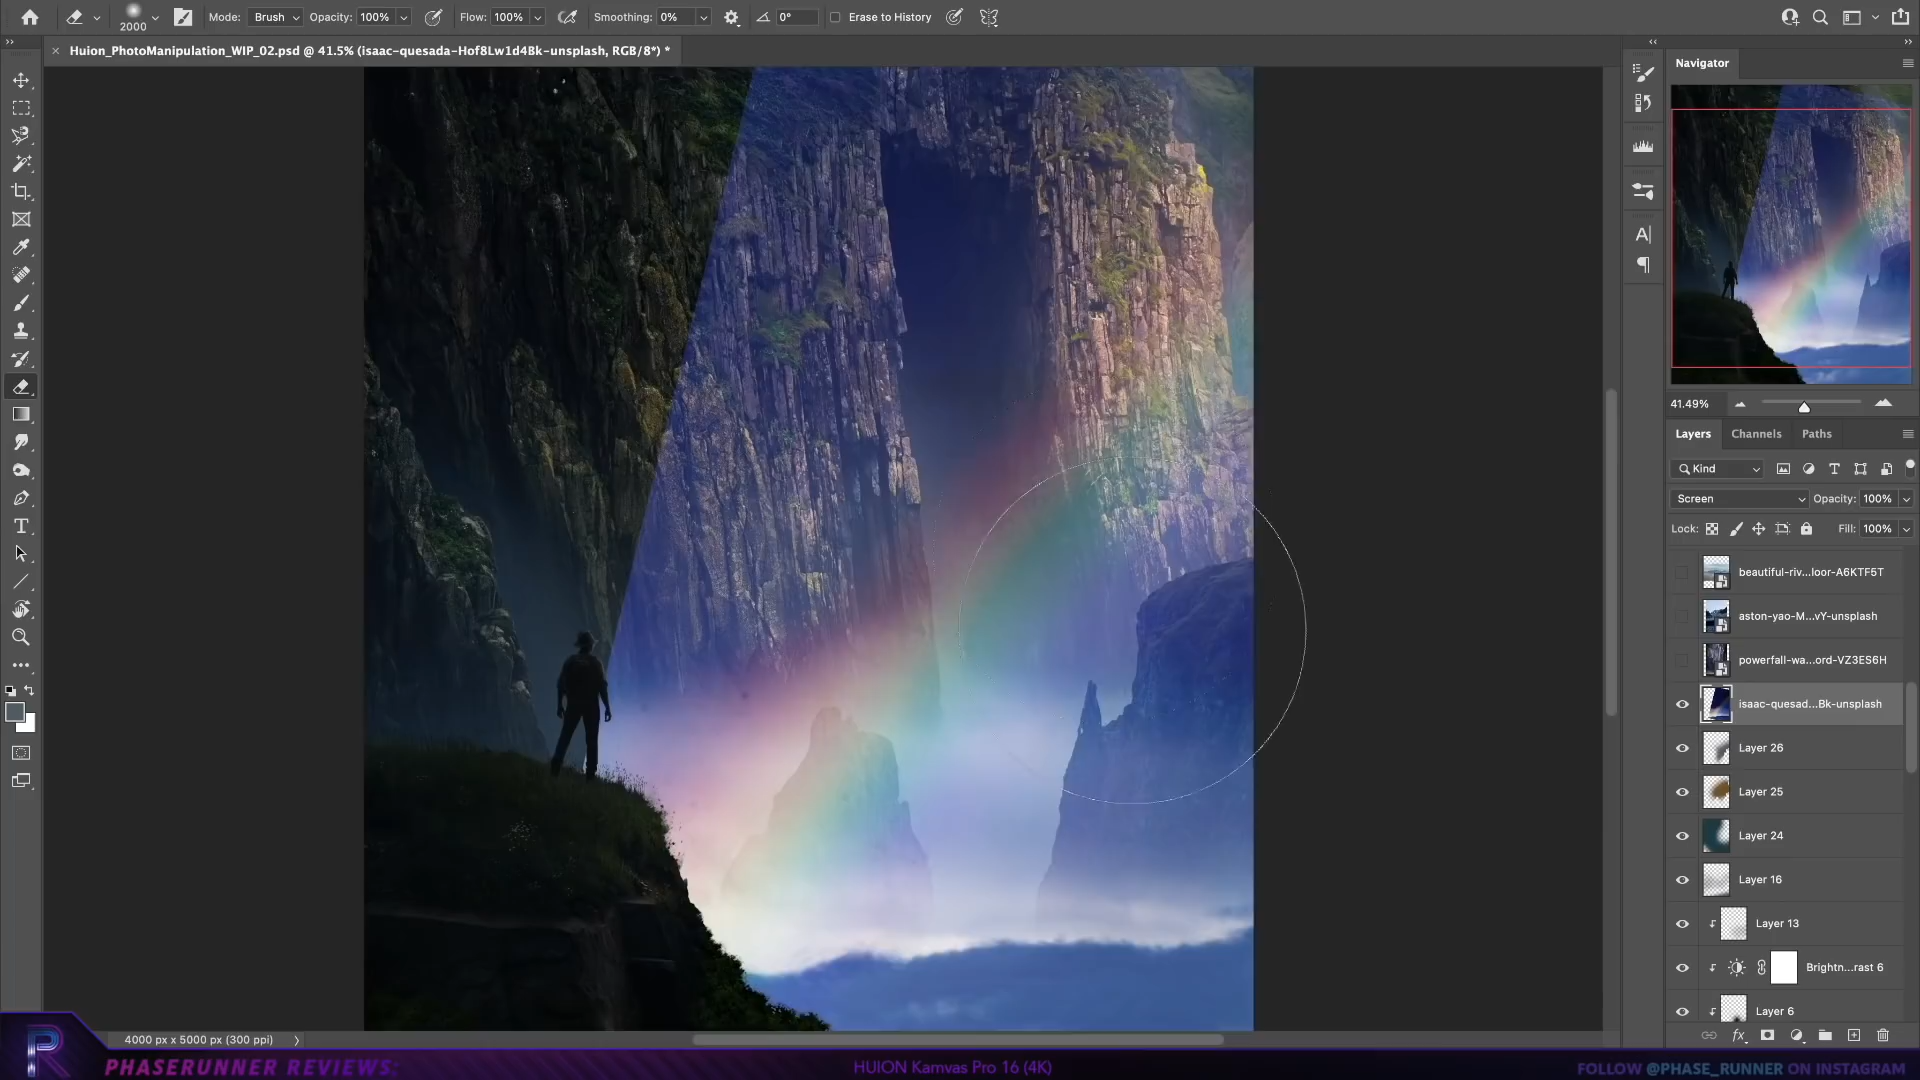 2000
Mode: Brush
Opacity: 100%
Flow: 100%
Smoothing: 0%
0°
Erase to History
Huion_PhotoManipulation_WIP_02.psd @ 41.5% (isaac-quesada-Hof8Lw1d4Bk-unsplash, RGB/8*) *
Navigator
41.49%
Layers
Channels
Paths
Kind
Screen
Opacity: 100%
Lock:
Fill: 100%
beautiful-riv...loor-A6KTF5T
aston-yao-M...vY-unsplash
powerfall-wa...ord-VZ3ES6H
isaac-quesad...Bk-unsplash
Layer 26
Layer 25
Layer 24
Layer 16
Layer 13
Brightn...rast 6
Layer 6
4000 px x 5000 px (300 ppi)
PHASERUNNER REVIEWS:
HUION Kamvas Pro 16 (4K)
FOLLOW @PHASE_RUNNER ON INSTAGRAM